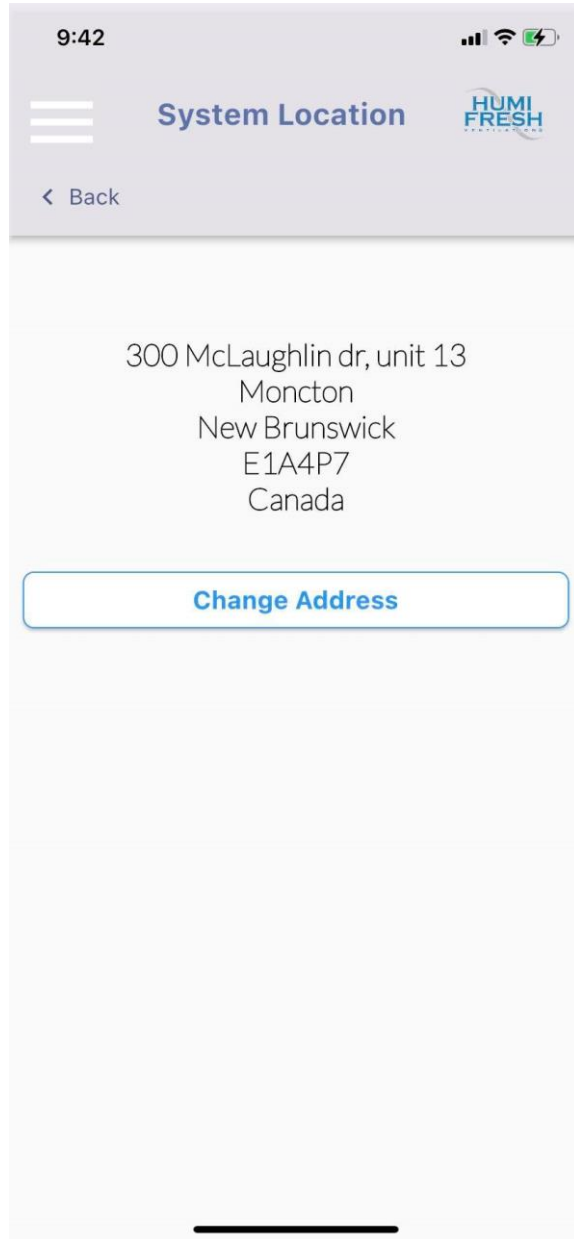 9:42
System Location
HUMI
FRESH
VENTILATIONS
Back
300 McLaughlin dr, unit 13
Moncton
New Brunswick
E1A4P7
Canada
Change Address